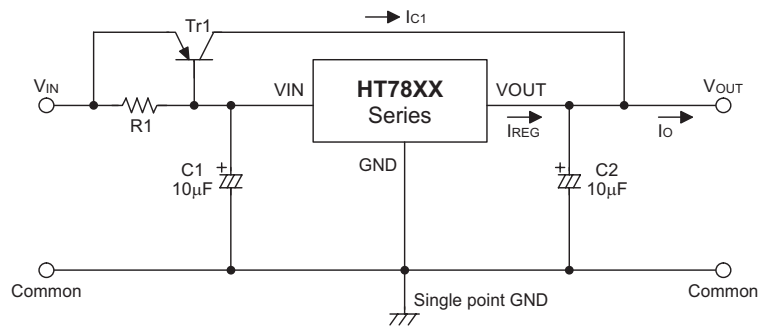 Tr1
IC1
VIN
R1
VIN
HT78XX
Series
VOUT
IREG
VOUT
IO
GND
C1
10μF
+
C2
10μF
+
Common
Single point GND
Common